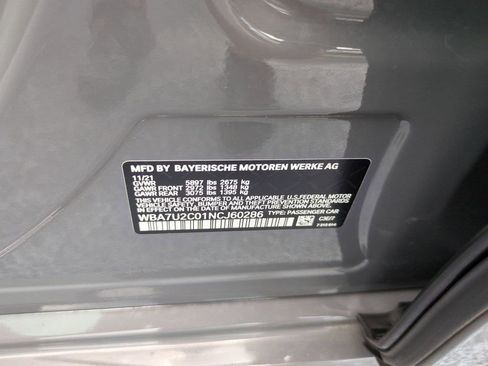 MFD BY BAYERISCHE MOTOREN WERKE AG
11/21
GVWR 5897 lbs 2675 kg
GAWR FRONT 2972 lbs 1348 kg
GAWR REAR 3075 lbs 1395 kg
THIS VEHICLE CONFORMS TO ALL APPLICABLE U.S. FEDERAL MOTOR
VEHICLE SAFETY, BUMPER AND THEFT PREVENTION STANDARDS
IN EFFECT ON THE DATE OF MANUFACTURE SHOWN ABOVE.
WBA7U2C01NCJ60286 TYPE: PASSENGER CAR C3E/7